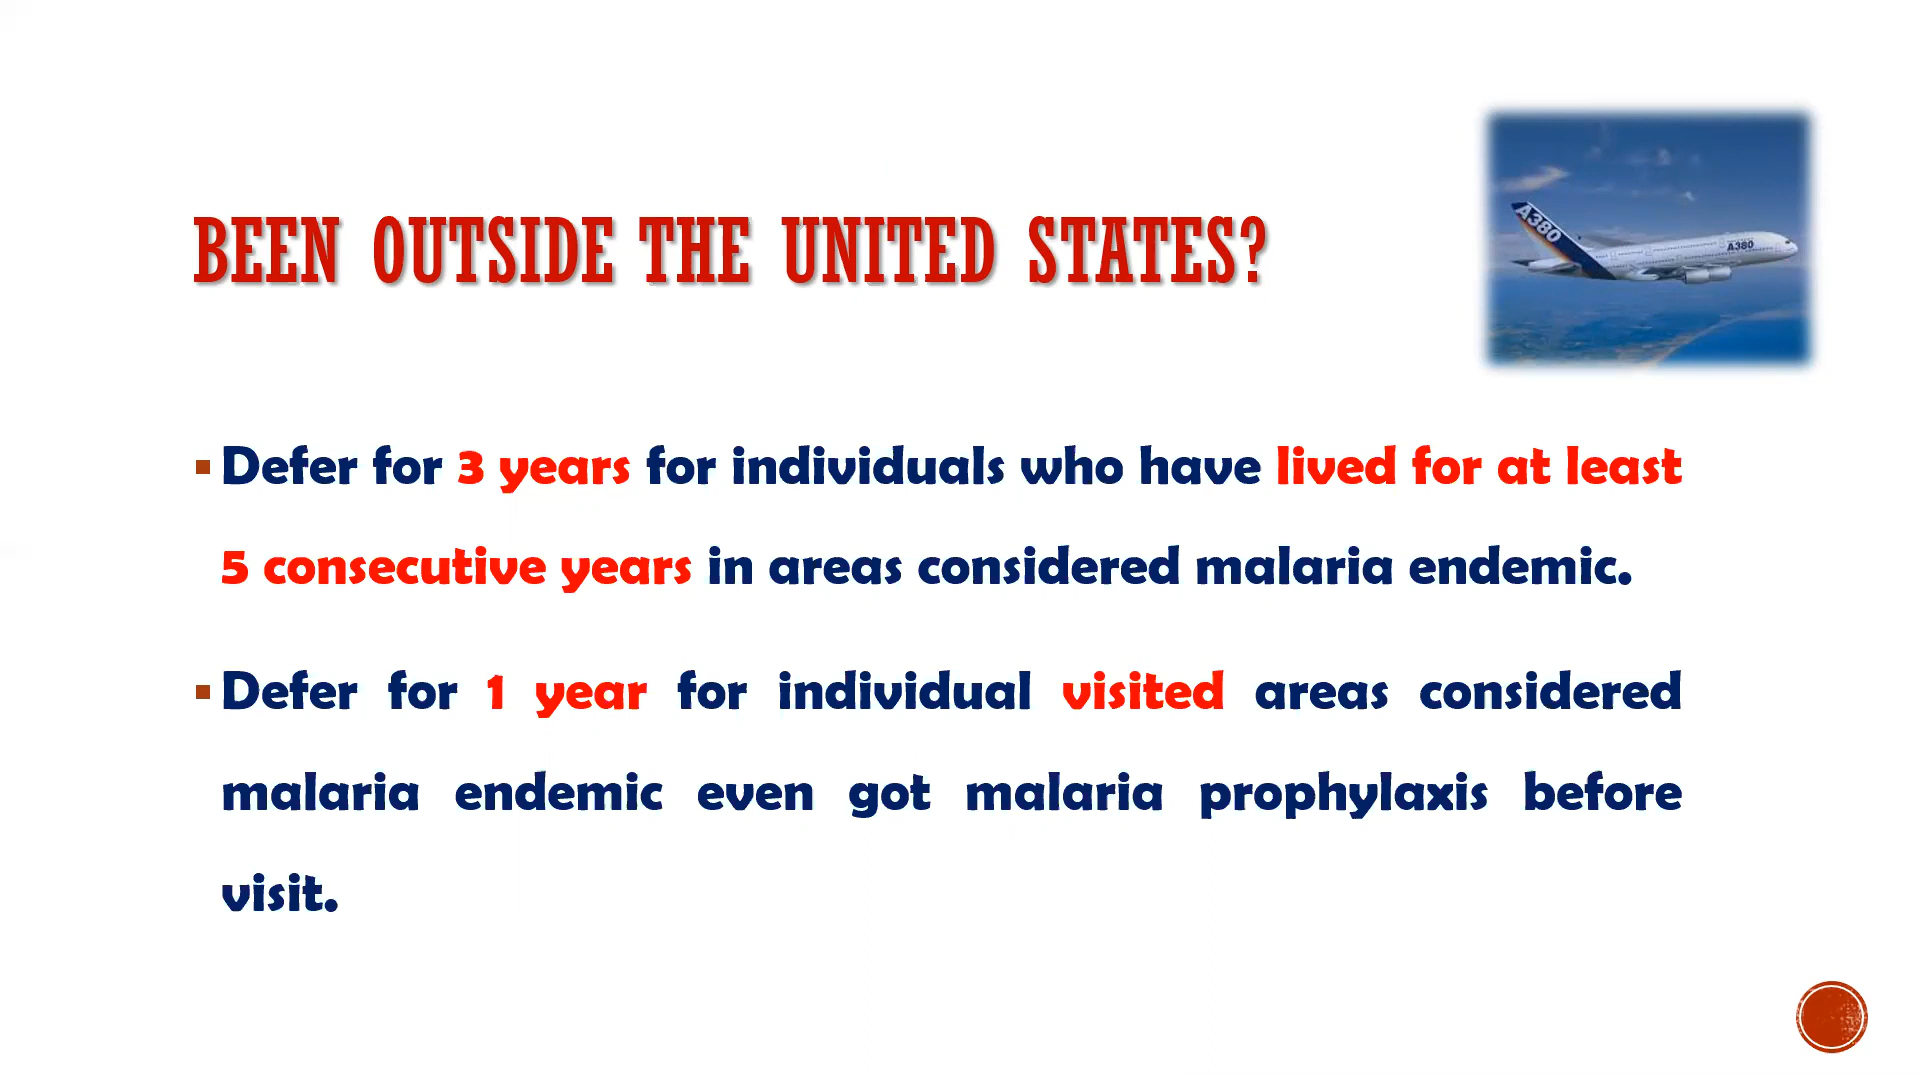 BEEN OUTSIDE THE UNITED STATES?
A380
A380
▪Defer for 3 years for individuals who have lived for at least
5 consecutive years in areas considered malaria endemic.
▪Defer for 1 year for individual visited areas considered
malaria endemic even got malaria prophylaxis before
visit.